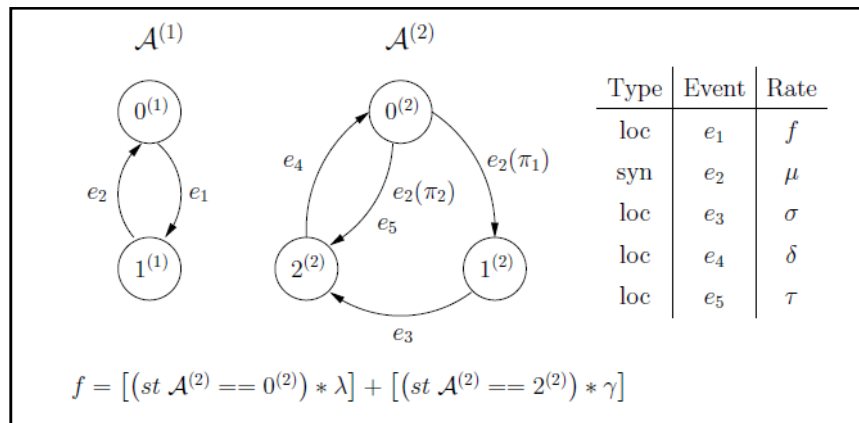 𝒜⁽¹⁾ 𝒜⁽²⁾
Type Event Rate
0⁽¹⁾ 0⁽²⁾
loc e₁ f
e₄ e₂(π₁)
syn e₂ μ
e₂ e₁ e₂(π₂)
e₅
loc e₃ σ
1⁽¹⁾ 2⁽²⁾ 1⁽²⁾
loc e₄ δ
loc e₅ τ
e₃
f = [(st 𝒜⁽²⁾ == 0⁽²⁾) * λ] + [(st 𝒜⁽²⁾ == 2⁽²⁾) * γ]